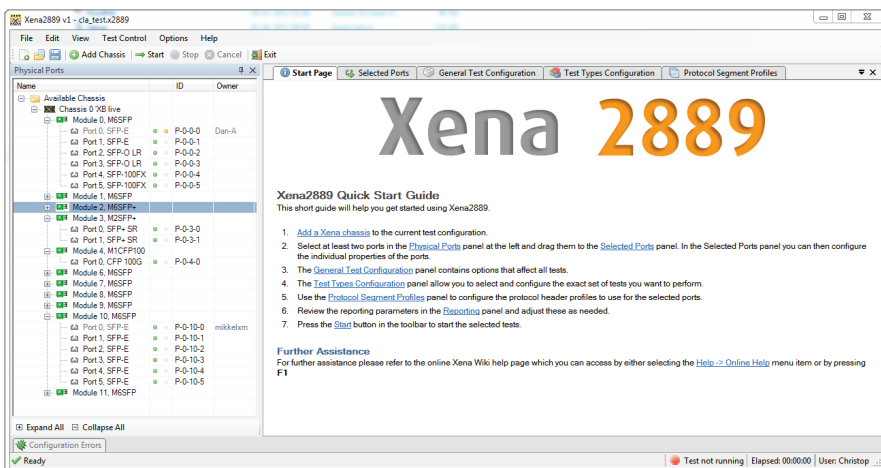 Xena2889 v1 - cla_test.x2889
File Edit View Test Control Options Help
Add Chassis Start Stop Cancel Exit
Physical Ports
Name ID Owner
Available Chassis
Chassis 0 'XB live
Module 0, M6SFP
Port 0, SFP-E P-0-0-0 Dan-A
Port 1, SFP-E P-0-0-1
Port 2, SFP-O LR P-0-0-2
Port 3, SFP-O LR P-0-0-3
Port 4, SFP-100FX P-0-0-4
Port 5, SFP-100FX P-0-0-5
Module 1, M6SFP
Module 2, M6SFP+
Module 3, M2SFP+
Port 0, SFP+ SR P-0-3-0
Port 1, SFP+ SR P-0-3-1
Module 4, M1CFP100
Port 0, CFP 100G P-0-4-0
Module 6, M6SFP
Module 7, M6SFP
Module 8, M6SFP
Module 9, M6SFP
Module 10, M6SFP
Port 0, SFP-E P-0-10-0 mikkelxm
Port 1, SFP-E P-0-10-1
Port 2, SFP-E P-0-10-2
Port 3, SFP-E P-0-10-3
Port 4, SFP-E P-0-10-4
Port 5, SFP-E P-0-10-5
Module 11, M6SFP
Expand All Collapse All
Start Page Selected Ports General Test Configuration Test Types Configuration Protocol Segment Profiles
Xena 2889
Xena2889 Quick Start Guide
This short guide will help you get started using Xena2889.
1. Add a Xena chassis to the current test configuration.
2. Select at least two ports in the Physical Ports panel at the left and drag them to the Selected Ports panel. In the Selected Ports panel you can then configure
the individual properties of the ports.
3. The General Test Configuration panel contains options that affect all tests.
4. The Test Types Configuration panel allow you to select and configure the exact set of tests you want to perform.
5. Use the Protocol Segment Profiles panel to configure the protocol header profiles to use for the selected ports.
6. Review the reporting parameters in the Reporting panel and adjust these as needed.
7. Press the Start button in the toolbar to start the selected tests.
Further Assistance
For further assistance please refer to the online Xena Wiki help page which you can access by either selecting the Help -> Online Help menu item or by pressing
F1
Configuration Errors
Ready Test not running Elapsed: 00:00:00 User: Christop